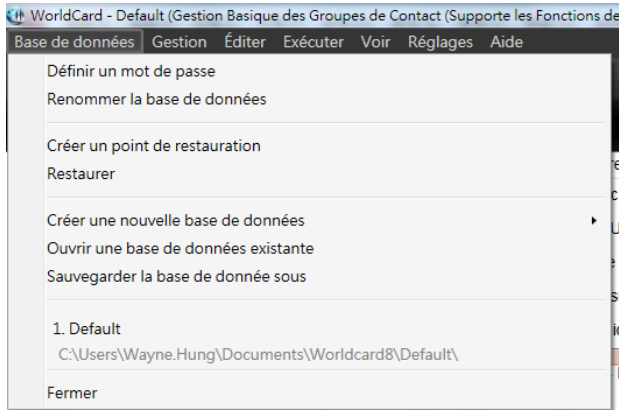 WorldCard - Default (Gestion Basique des Groupes de Contact (Supporte les Fonctions de
Base de données Gestion Éditer Exécuter Voir Réglages Aide
Définir un mot de passe
Renommer la base de données
Créer un point de restauration
Restaurer
Créer une nouvelle base de données
Ouvrir une base de données existante
Sauvegarder la base de donnée sous
1. Default
C:\Users\Wayne.Hung\Documents\Worldcard8\Default\
Fermer